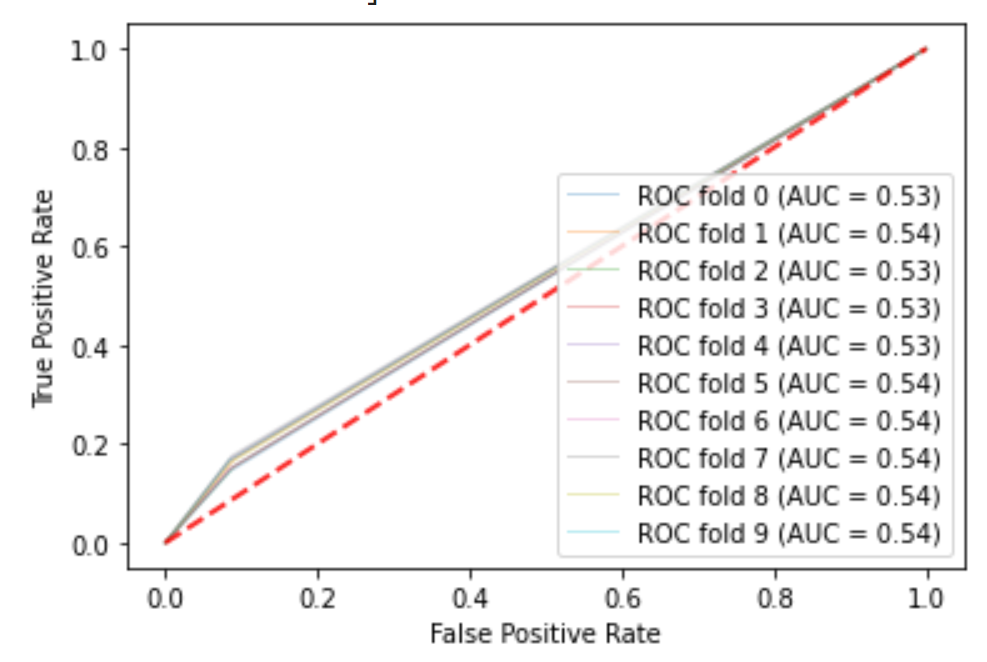 ]
1.0
0.8
0.6
0.4
0.2
0.0
True Positive Rate
ROC fold 0 (AUC = 0.53)
ROC fold 1 (AUC = 0.54)
ROC fold 2 (AUC = 0.53)
ROC fold 3 (AUC = 0.53)
ROC fold 4 (AUC = 0.53)
ROC fold 5 (AUC = 0.54)
ROC fold 6 (AUC = 0.54)
ROC fold 7 (AUC = 0.54)
ROC fold 8 (AUC = 0.54)
ROC fold 9 (AUC = 0.54)
0.0 0.2 0.4 0.6 0.8 1.0
False Positive Rate